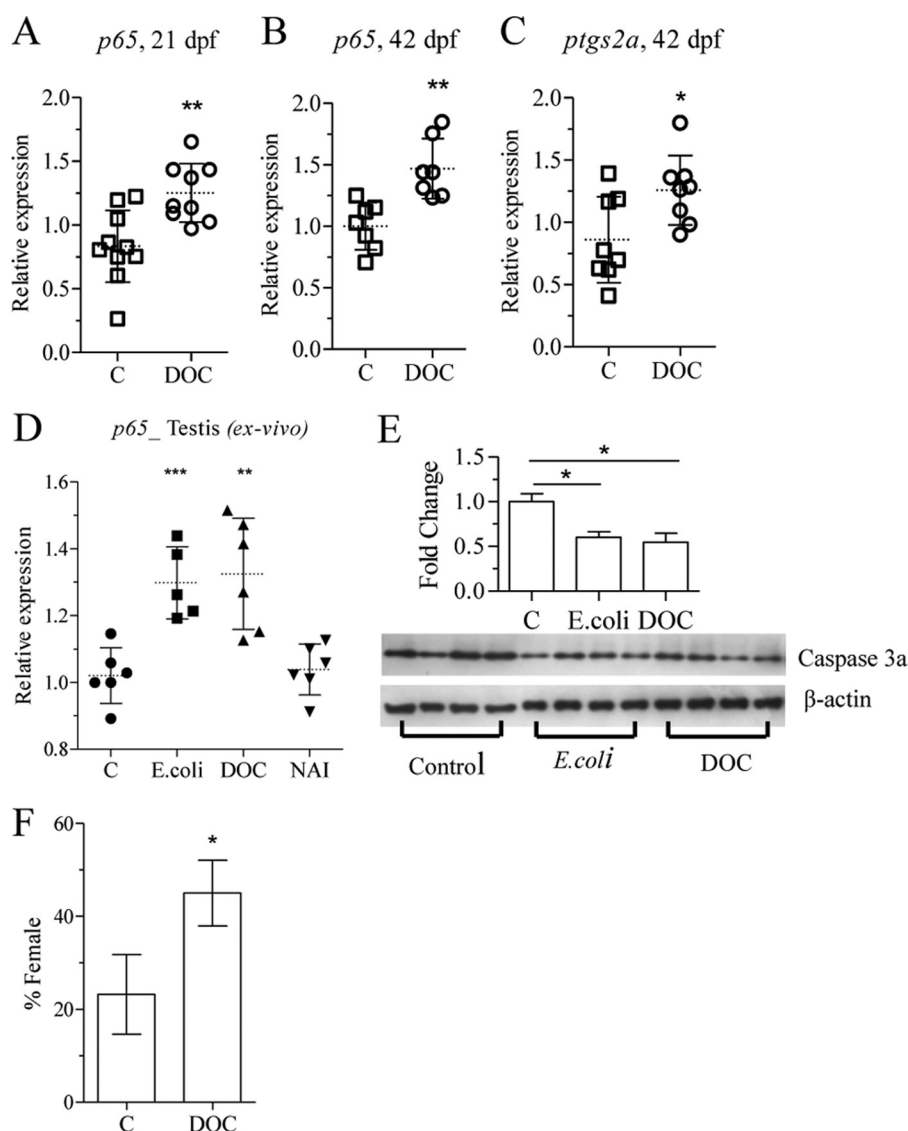 A
p65, 21 dpf
**
Relative expression
2.0
1.5
1.0
0.5
0.0
C
DOC
B
p65, 42 dpf
**
Relative expression
2.0
1.5
1.0
0.5
0.0
C
DOC
C
ptgs2a, 42 dpf
*
Relative expression
2.0
1.5
1.0
0.5
0.0
C
DOC
D
p65_ Testis (ex-vivo)
*** **
Relative expression
1.6
1.4
1.2
1.0
0.8
C
E.coli
DOC
NAI
E
*
*
Fold Change
1.5
1.0
0.5
0.0
C
E.coli
DOC
Caspase 3a
β-actin
Control
E.coli
DOC
F
*
% Female
60
40
20
0
C
DOC